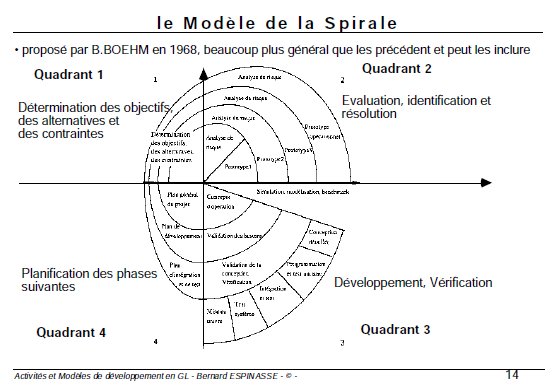 le Modèle de la Spirale
• proposé par B.BOEHM en 1968, beaucoup plus général que les précédent et peut les inclure
Quadrant 1
1
2
Quadrant 2
Détermination des objectifs,
des alternatives et
des contraintes
Evaluation, identification et
résolution
Analyse de risque
Analyse de risque
Analyse de risque
Analyse de
risque
Détermination
des objectifs,
des alternatives,
des contraintes
Prototype
opérationnel
Prototype3
Prototype2
Prototype1
Simulation, modélisation, benchmark
Plan général
du projet
Concepts
d'opération
Plan de
développement
Validation des besoins
Plan
d'intégration
et de test
Validation de la
conception,
Vérification
Conception
détaillée
Programmation
et test unitaire
Intégration
et test
Test
système
Mise en
œuvre
Planification des phases
suivantes
Développement, Vérification
Quadrant 4
4
3
Quadrant 3
Activités et Modèles de développement en GL - Bernard ESPINASSE - © -
14